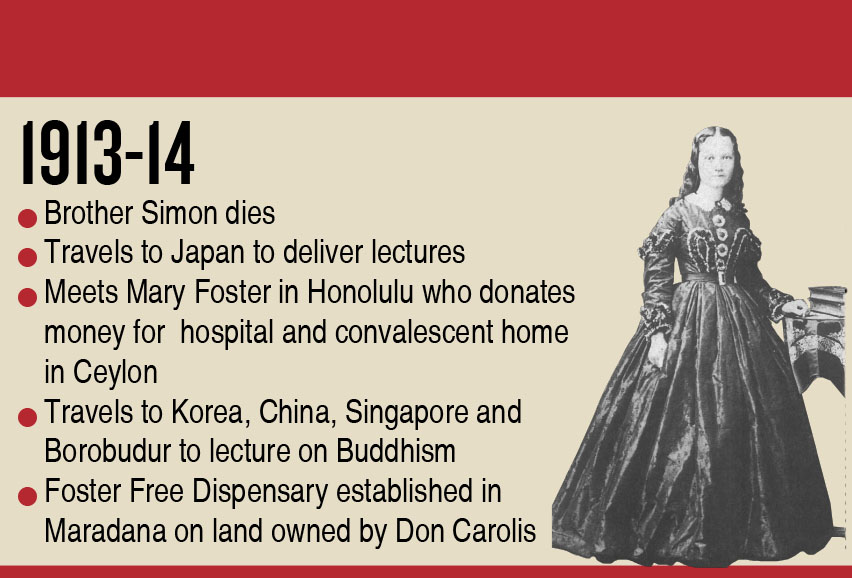 1913-14
Brother Simon dies
Travels to Japan to deliver lectures
Meets Mary Foster in Honolulu who donates
money for  hospital and convalescent home
in Ceylon
Travels to Korea, China, Singapore and
Borobudur to lecture on Buddhism
Foster Free Dispensary established in
Maradana on land owned by Don Carolis